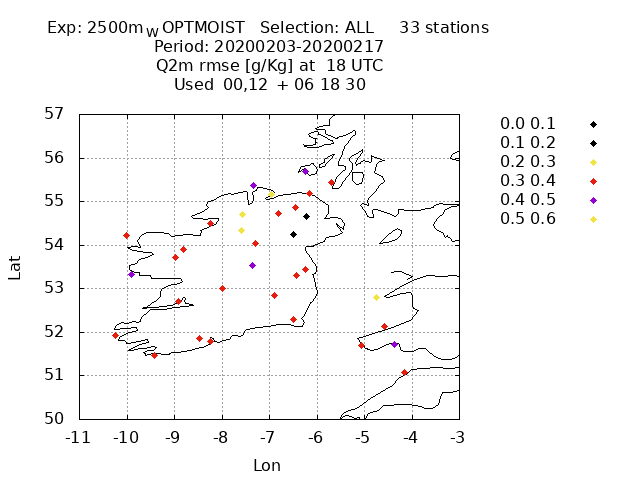 Exp: 2500m_W OPTMOIST   Selection: ALL     33 stations
Period: 20200203-20200217
Q2m rmse [g/Kg] at  18 UTC
Used  00,12  + 06 18 30
57
56
55
54
53
52
51
50
Lat
-11 -10 -9 -8 -7 -6 -5 -4 -3
Lon
0.0 0.1
0.1 0.2
0.2 0.3
0.3 0.4
0.4 0.5
0.5 0.6